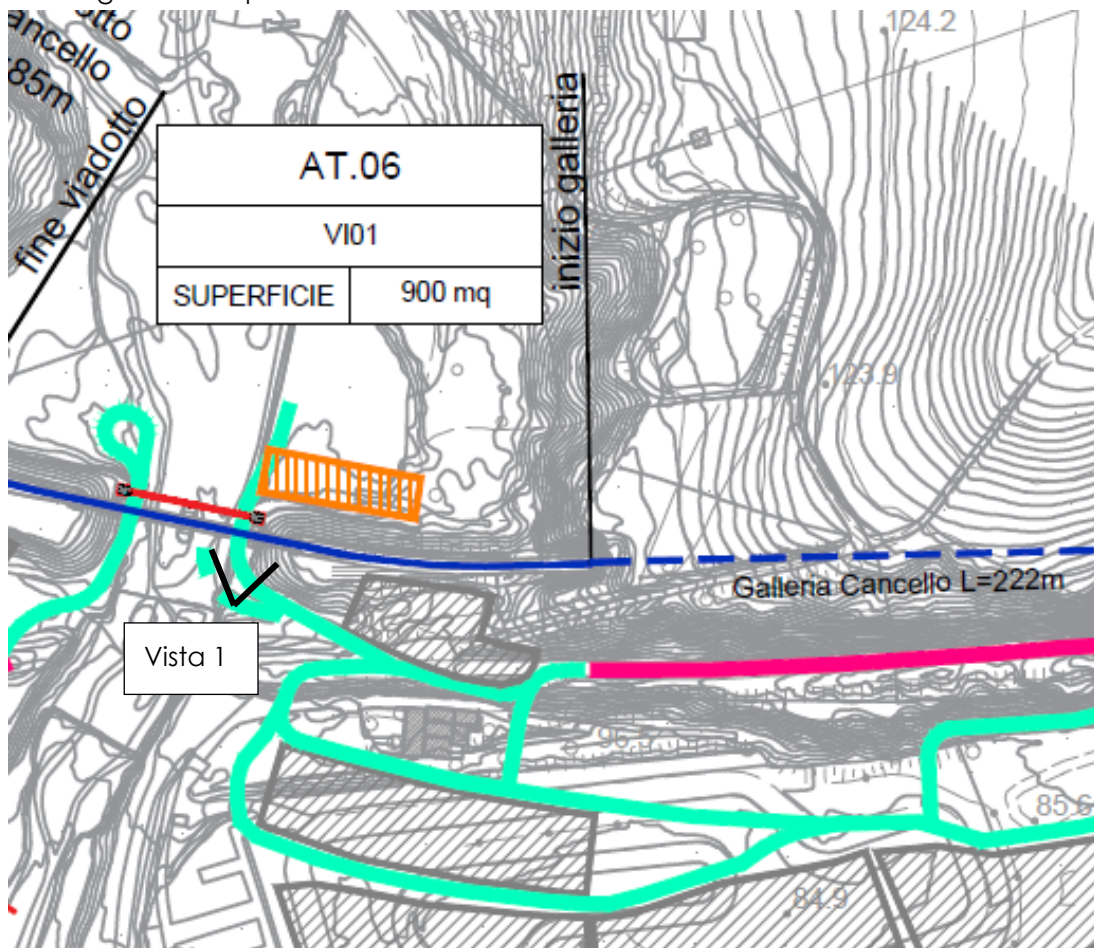 124.2
cancello
85m
fine viadotto
AT.06
VI01
SUPERFICIE 900 mq
inizio galleria
123.9
Galleria Cancello L=222m
Vista 1
85.6
84.9